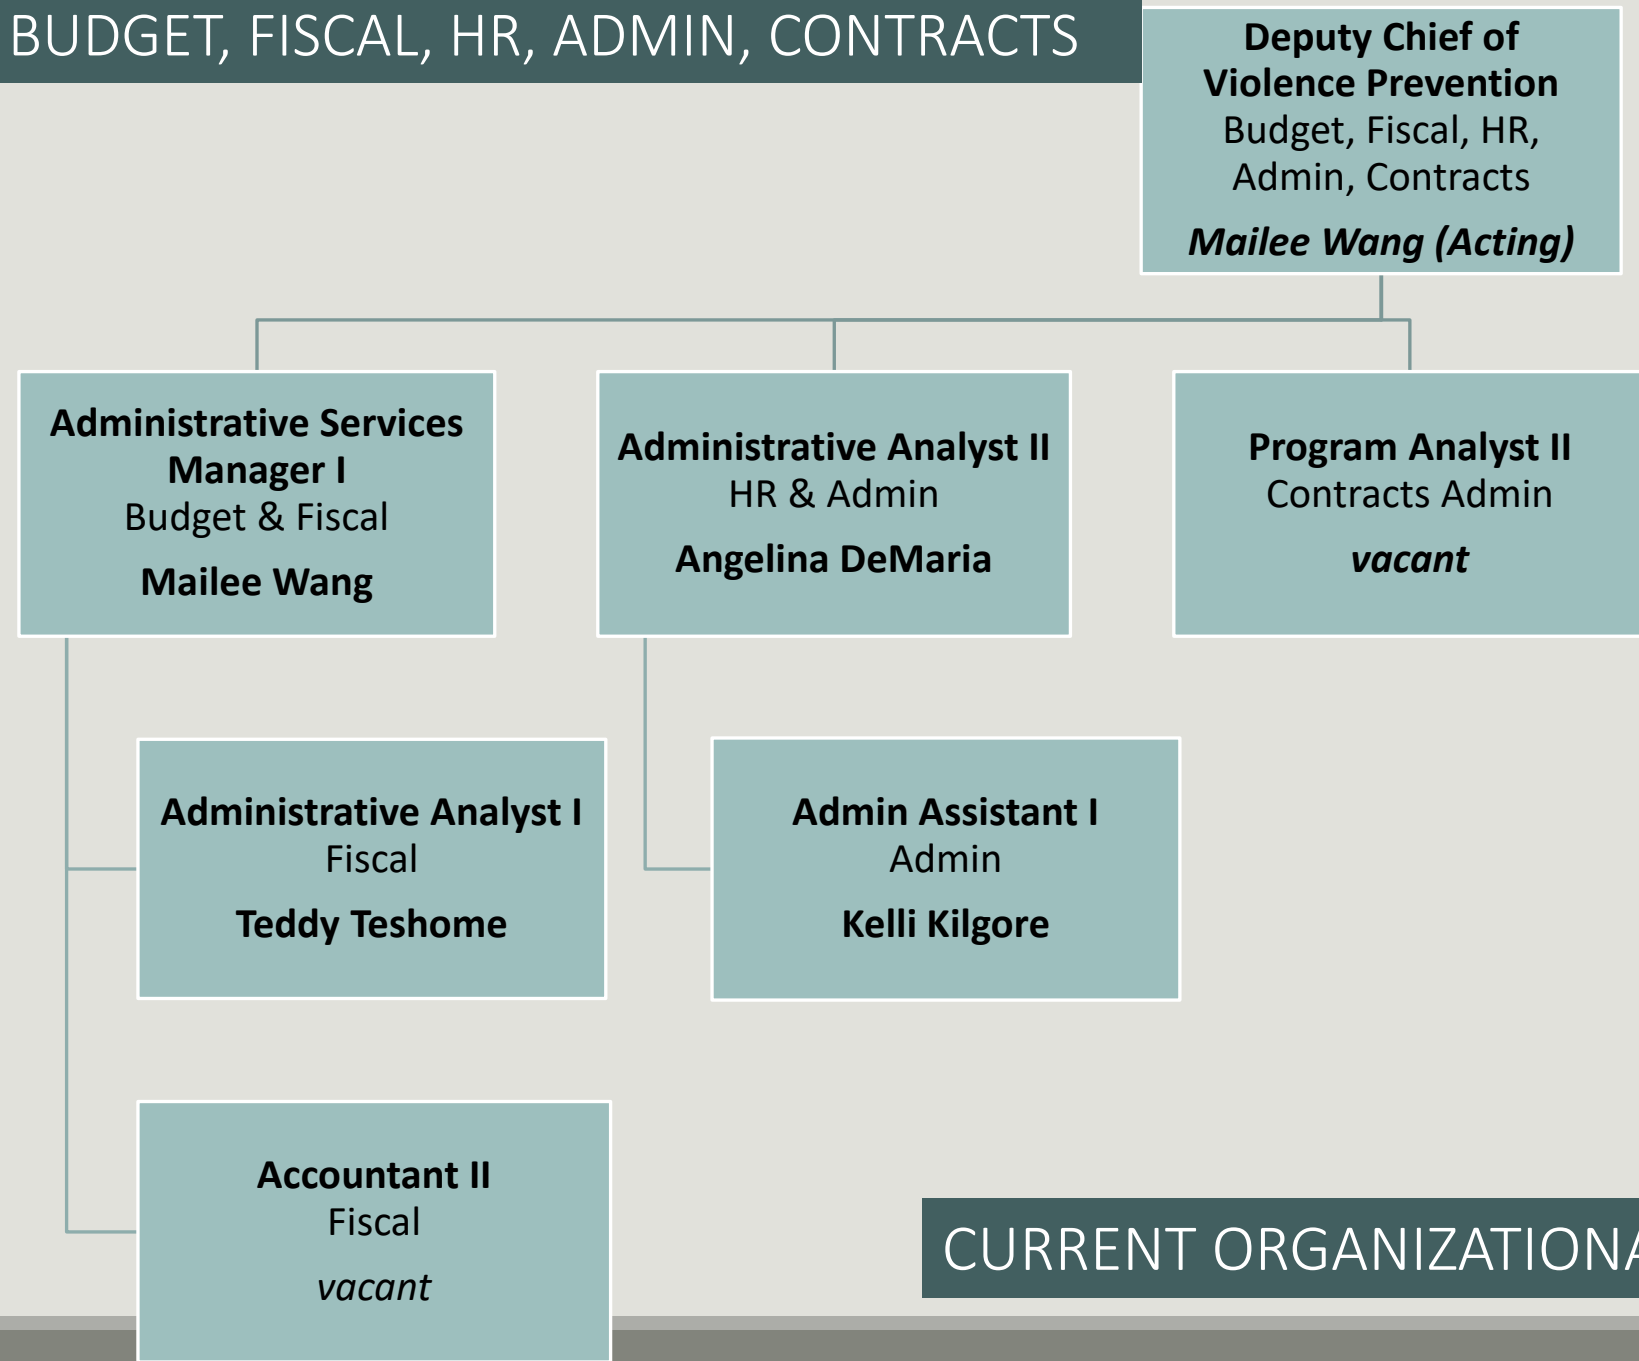 BUDGET, FISCAL, HR, ADMIN, CONTRACTS
Deputy Chief of
Violence Prevention
Budget, Fiscal, HR,
Admin, Contracts
Mailee Wang (Acting)
Administrative Services
Manager I
Budget & Fiscal
Mailee Wang
Administrative Analyst II
HR & Admin
Angelina DeMaria
Program Analyst II
Contracts Admin
vacant
Administrative Analyst I
Fiscal
Teddy Teshome
Admin Assistant I
Admin
Kelli Kilgore
Accountant II
Fiscal
vacant
CURRENT ORGANIZATIONA